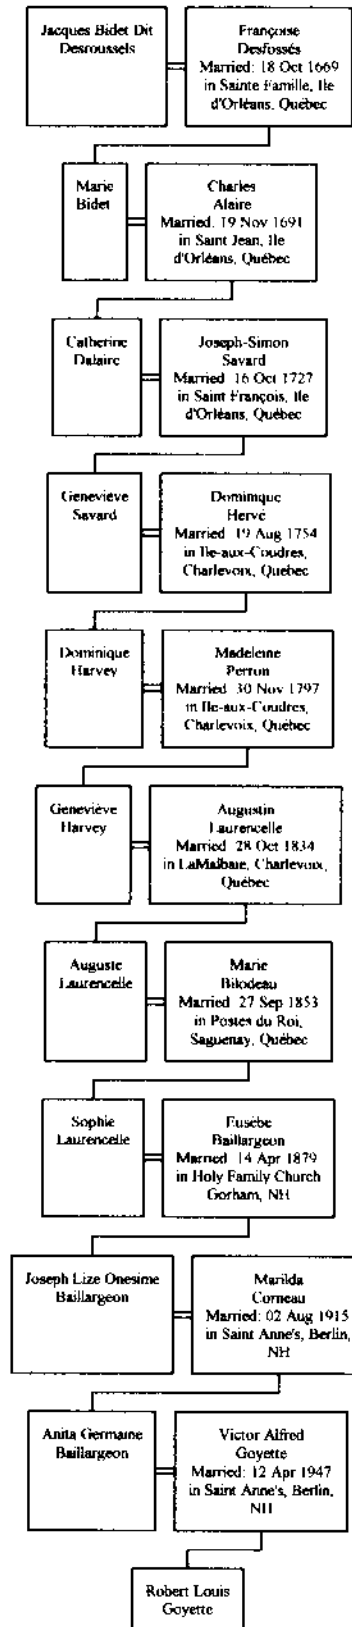 Jacques Bidet Dit
Desroussels
Françoise
Desfossés
Married: 18 Oct 1669
in Sainte Famille, Ile
d'Orléans, Québec
Marie
Bidet
Charles
Alaire
Married: 19 Nov 1691
in Saint Jean, Ile
d'Orléans, Québec
Catherine
Dalaire
Joseph-Simon
Savard
Married: 16 Oct 1727
in Saint François, Ile
d'Orléans, Québec
Geneviève
Savard
Dominique
Hervé
Married: 19 Aug 1754
in Ile-aux-Coudres,
Charlevoix, Québec
Dominique
Harvey
Madeleine
Perron
Married: 30 Nov 1797
in Ile-aux-Coudres,
Charlevoix, Québec
Geneviève
Harvey
Augustin
Laurencelle
Married: 28 Oct 1834
in LaMalbaie, Charlevoix,
Québec
Auguste
Laurencelle
Marie
Bilodeau
Married: 27 Sep 1853
in Postes du Roi,
Saguenay, Québec
Sophie
Laurencelle
Eusèbe
Baillargeon
Married: 14 Apr 1879
in Holy Family Church
Gorham, NH
Joseph Lize Onesime
Baillargeon
Marilda
Corneau
Married: 02 Aug 1915
in Saint Anne's, Berlin,
NH
Anita Germaine
Baillargeon
Victor Alfred
Goyette
Married: 12 Apr 1947
in Saint Anne's, Berlin,
NH
Robert Louis
Goyette